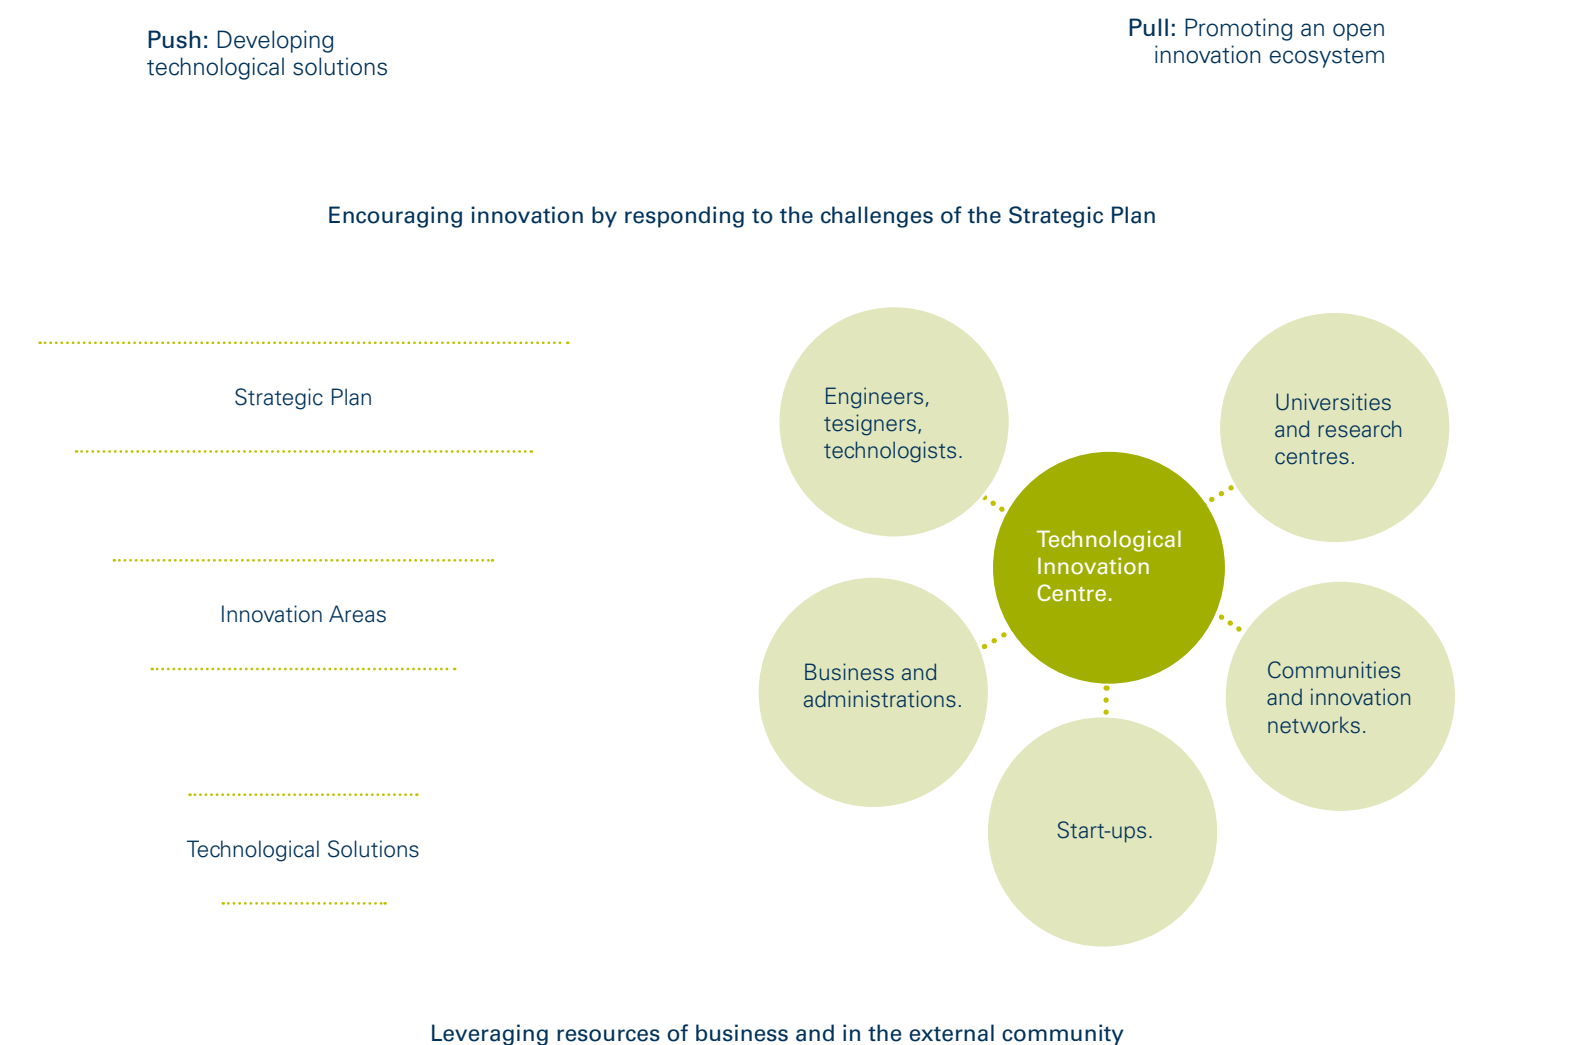 Push: Developing
technological solutions
Pull: Promoting an open
innovation ecosystem
Encouraging innovation by responding to the challenges of the Strategic Plan
Strategic Plan
Innovation Areas
Technological Solutions
Engineers,
tesigners,
technologists.
Universities
and research
centres.
Technological
Innovation
Centre.
Business and
administrations.
Communities
and innovation
networks.
Start-ups.
Leveraging resources of business and in the external community